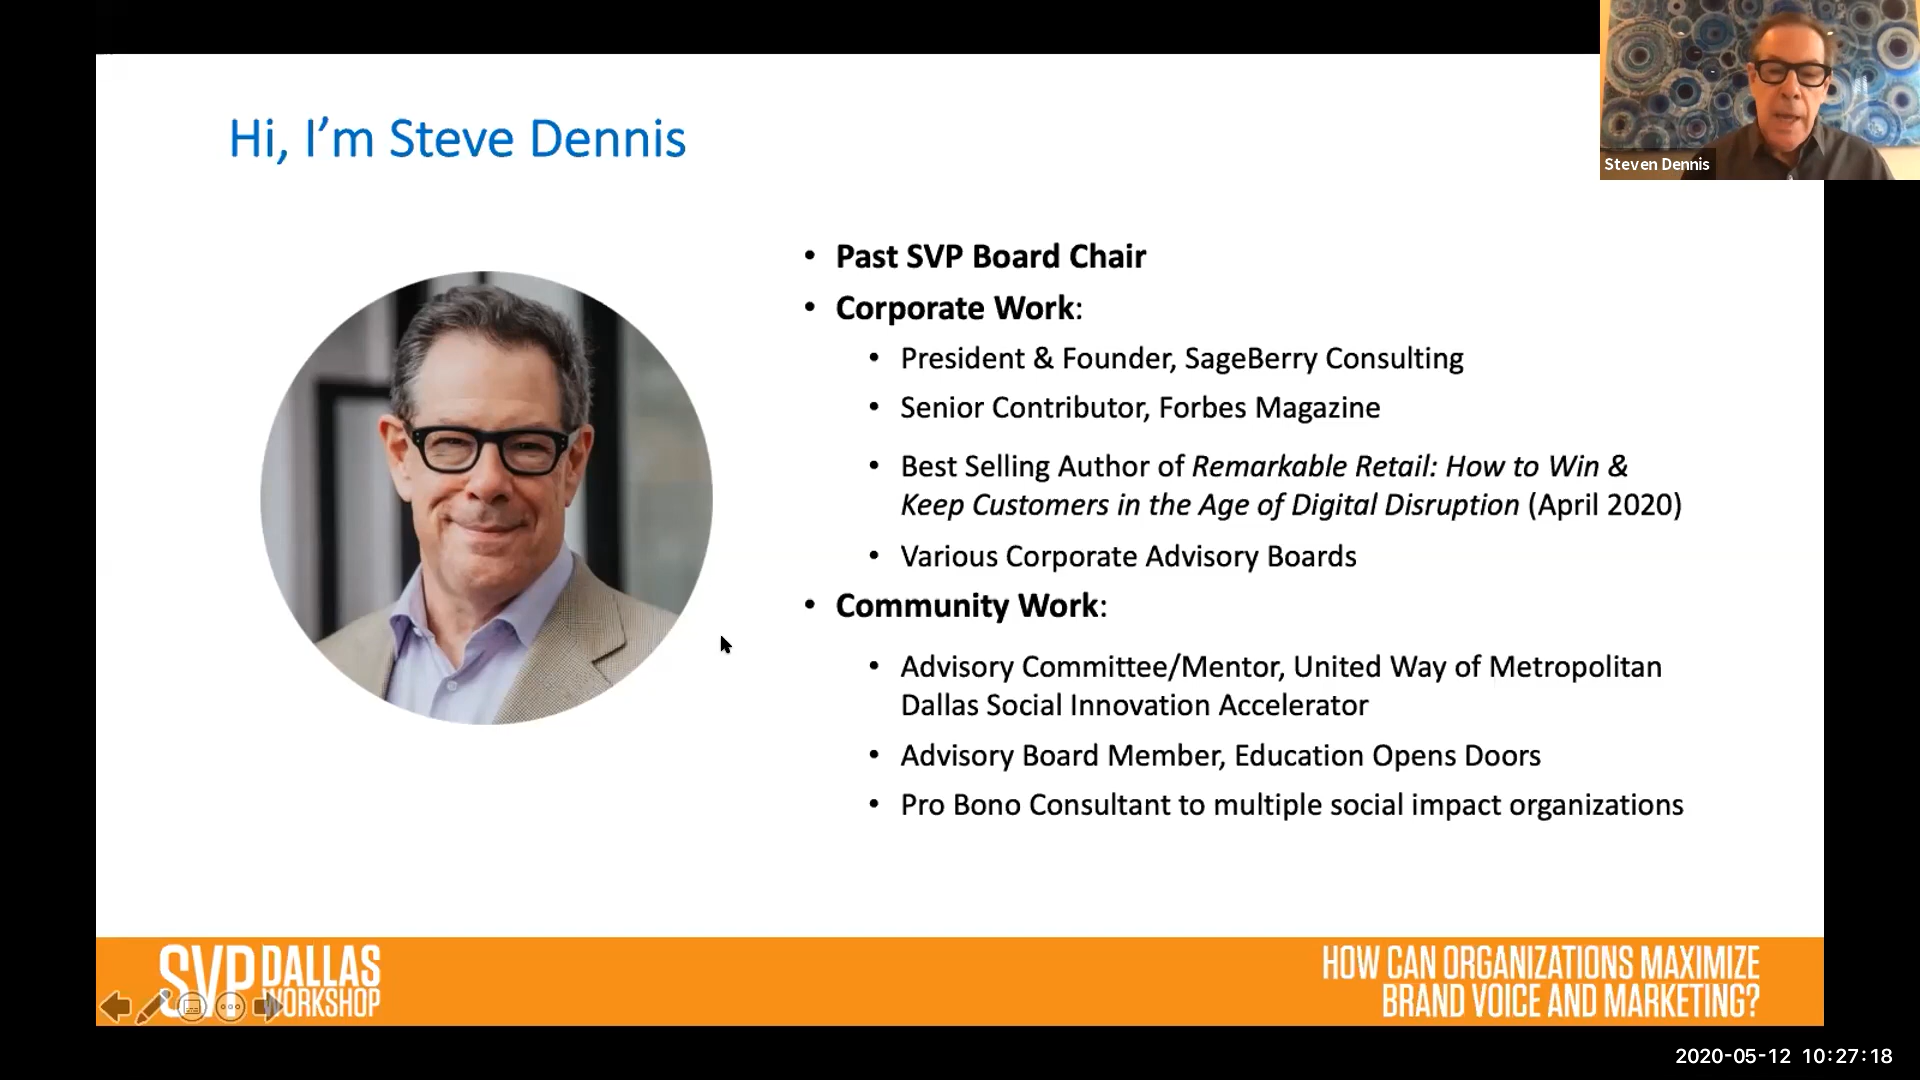 Hi, I’m Steve Dennis
Steven Dennis
• Past SVP Board Chair
• Corporate Work:
• President & Founder, SageBerry Consulting
• Senior Contributor, Forbes Magazine
• Best Selling Author of Remarkable Retail: How to Win &
Keep Customers in the Age of Digital Disruption (April 2020)
• Various Corporate Advisory Boards
• Community Work:
• Advisory Committee/Mentor, United Way of Metropolitan
Dallas Social Innovation Accelerator
• Advisory Board Member, Education Opens Doors
• Pro Bono Consultant to multiple social impact organizations
SVP DALLAS
WORKSHOP
HOW CAN ORGANIZATIONS MAXIMIZE
BRAND VOICE AND MARKETING?
2020-05-12 10:27:18